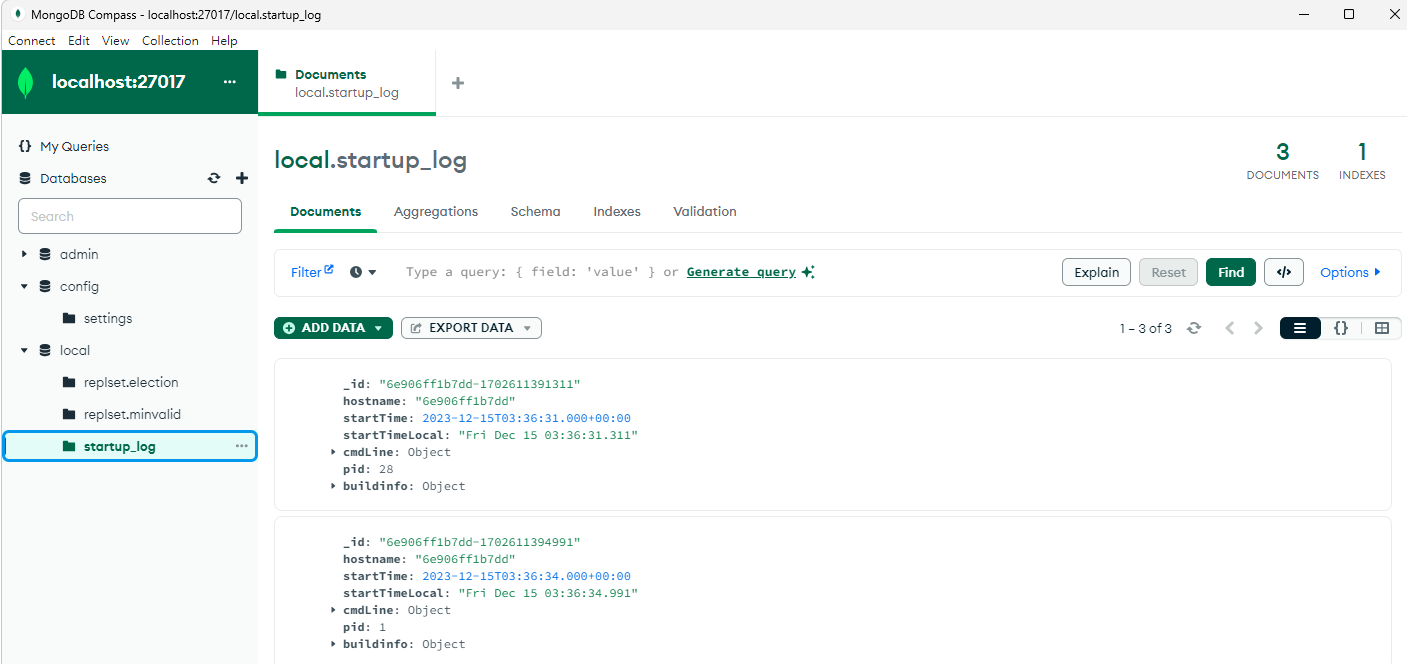 MongoDB Compass - localhost:27017/local.startup_log
Connect Edit View Collection Help
localhost:27017 ...
Documents
local.startup_log
My Queries
Databases
Search
admin
config
settings
local
replset.election
replset.minvalid
startup_log ...
local.startup_log
3
DOCUMENTS
1
INDEXES
Documents Aggregations Schema Indexes Validation
Filter Type a query: { field: 'value' } or Generate query Explain Reset Find </> Options
ADD DATA EXPORT DATA 1 – 3 of 3 {}
_id: "6e906ff1b7dd-1702611391311"
hostname: "6e906ff1b7dd"
startTime: 2023-12-15T03:36:31.000+00:00
startTimeLocal: "Fri Dec 15 03:36:31.311"
cmdLine: Object
pid: 28
buildinfo: Object
_id: "6e906ff1b7dd-1702611394991"
hostname: "6e906ff1b7dd"
startTime: 2023-12-15T03:36:34.000+00:00
startTimeLocal: "Fri Dec 15 03:36:34.991"
cmdLine: Object
pid: 1
buildinfo: Object